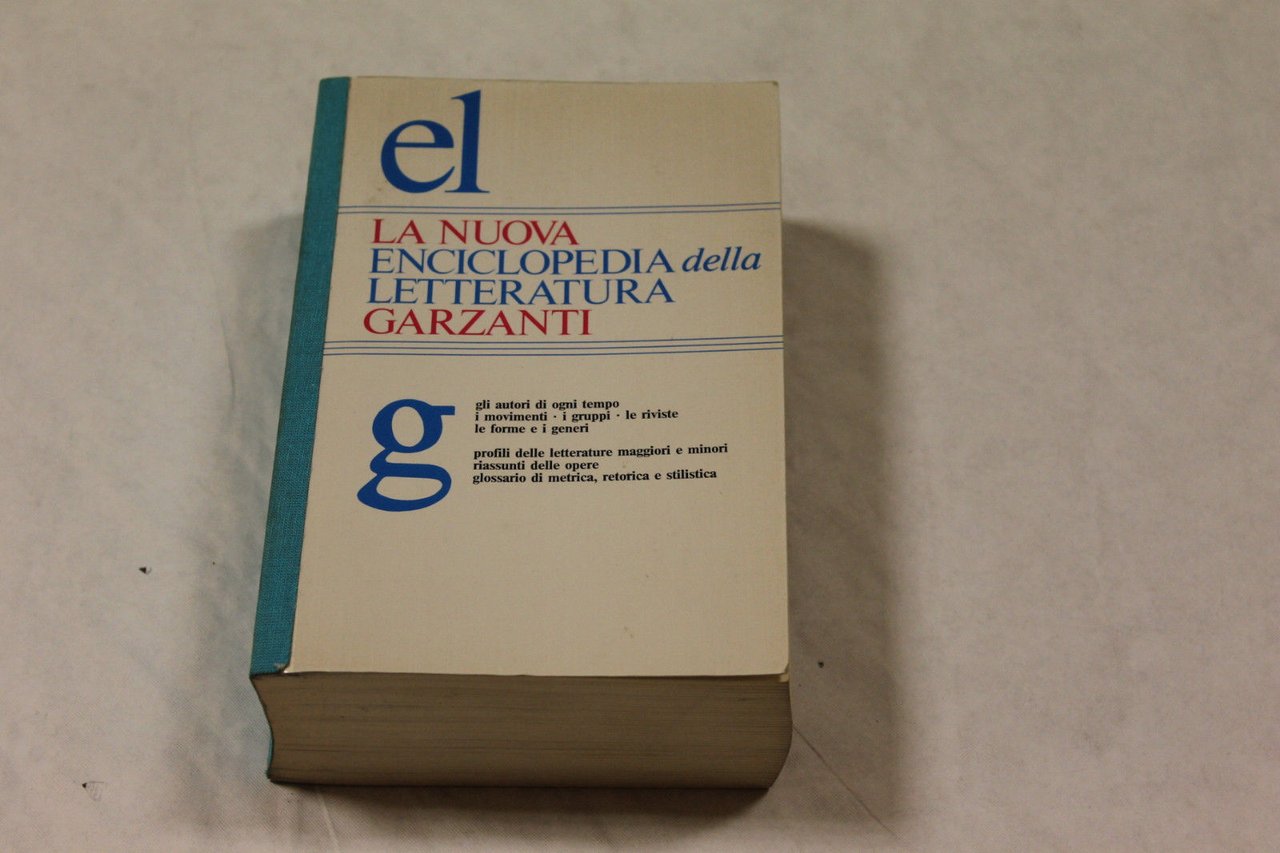 el
LA NUOVA
ENCICLOPEDIA della
LETTERATURA
GARZANTI
g
gli autori di ogni tempo
i movimenti · i gruppi · le riviste
le forme e i generi
profili delle letterature maggiori e minori
riassunti delle opere
glossario di metrica, retorica e stilistica